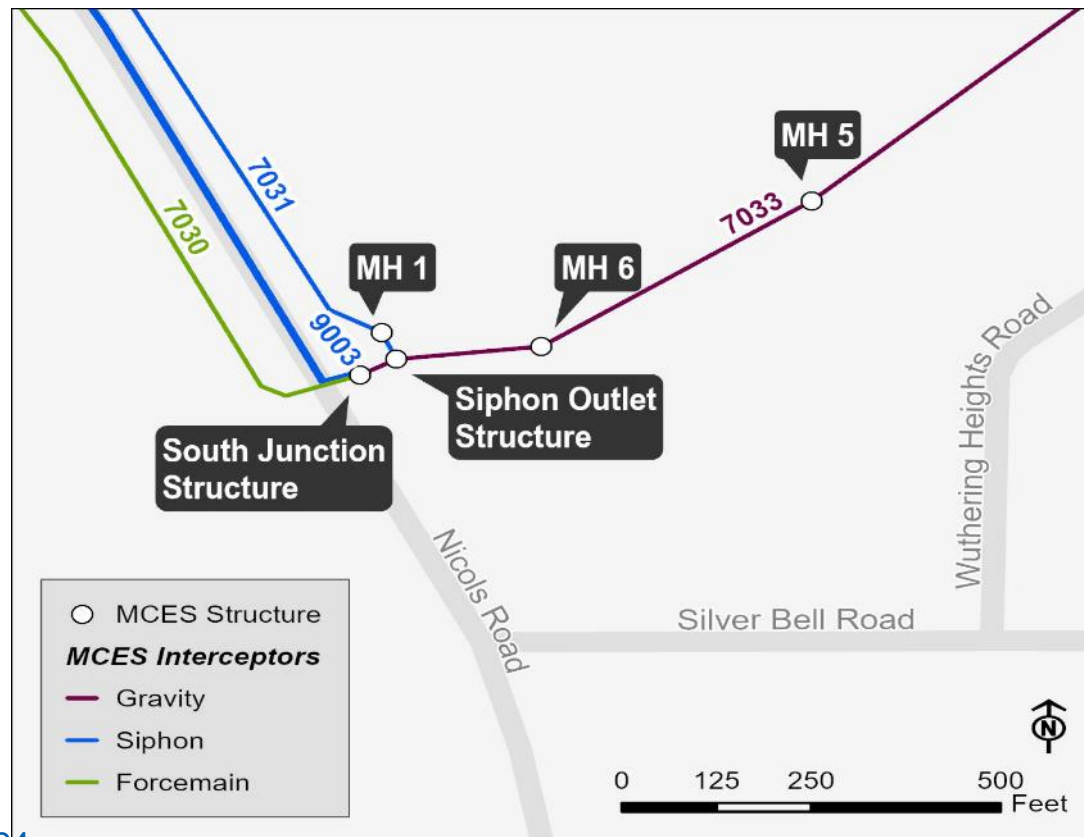 MH 5
7033
7031
7030
MH 1
MH 6
9003
Siphon Outlet
Structure
South Junction
Structure
Wuthering Heights Road
Nicols Road
Silver Bell Road
MCES Structure
MCES Interceptors
Gravity
Siphon
Forcemain
N
0 125 250 500
Feet